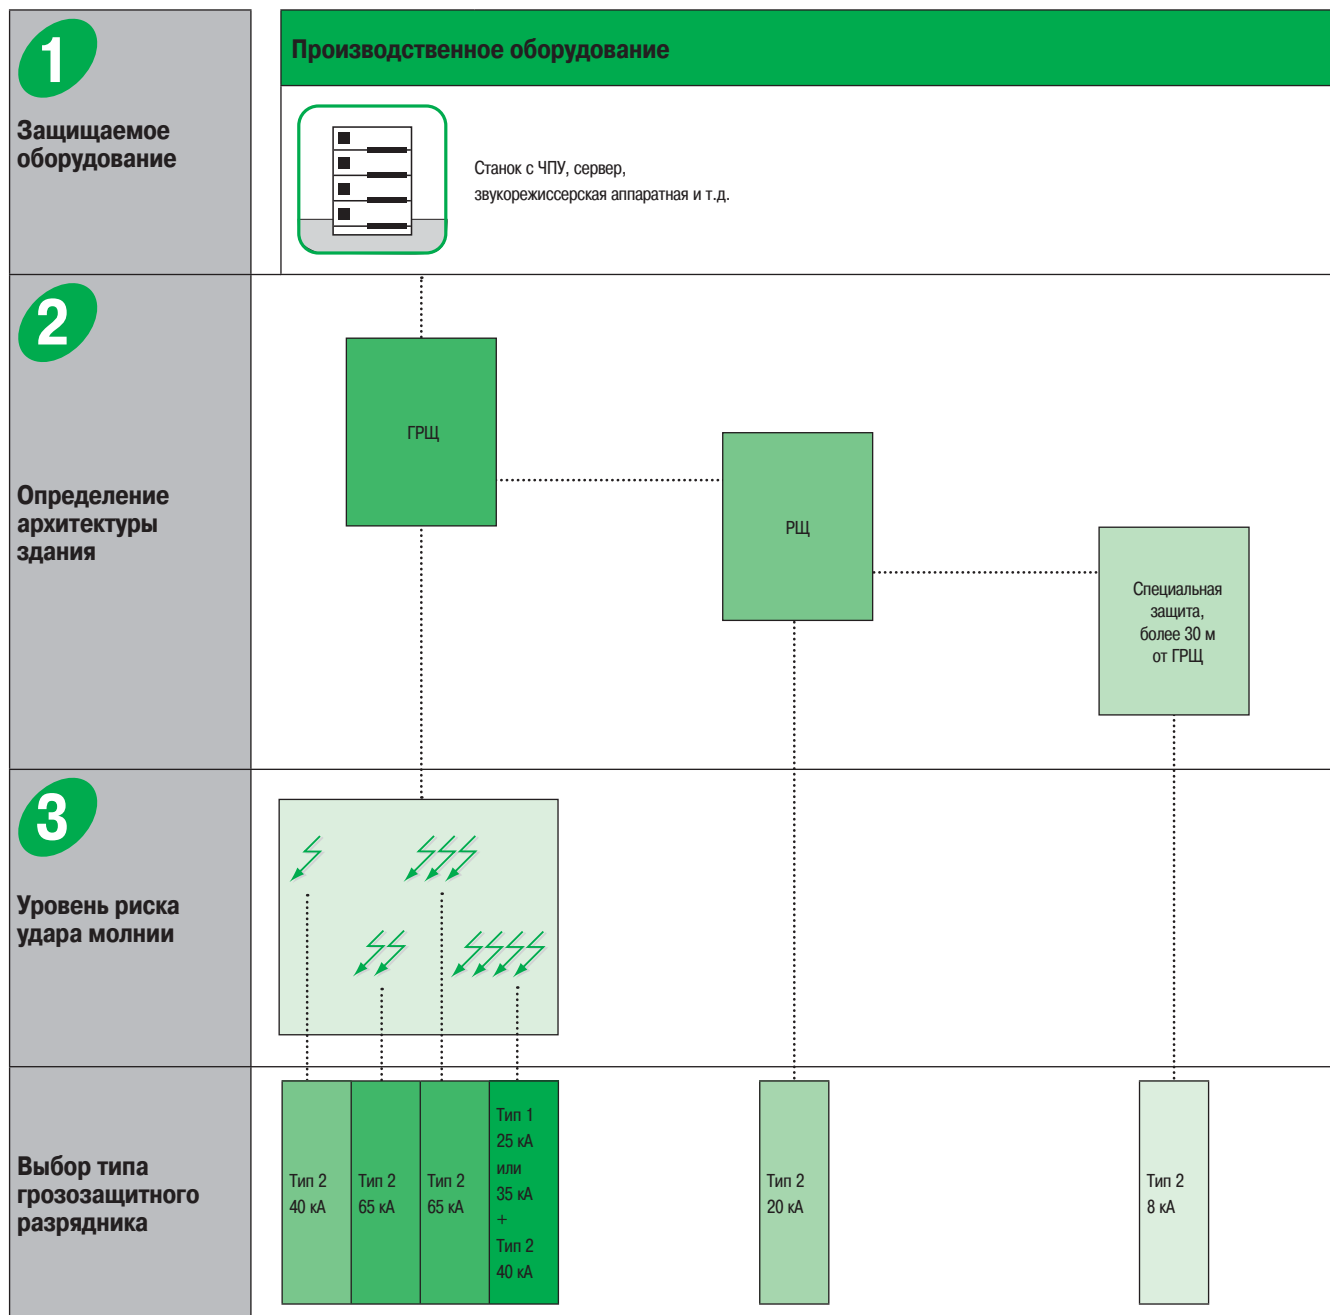 1
Защищаемое
оборудование
Производственное оборудование
Станок с ЧПУ, сервер,
звукорежиссерская аппаратная и т.д.
2
Определение
архитектуры
здания
ГРЩ
РЩ
Специальная
защита,
более 30 м
от ГРЩ
3
Уровень риска
удара молнии
Выбор типа
грозозащитного
разрядника
Тип 2
40 кА
Тип 2
65 кА
Тип 2
65 кА
Тип 1
25 кА
или
35 кА
+
Тип 2
40 кА
Тип 2
20 кА
Тип 2
8 кА